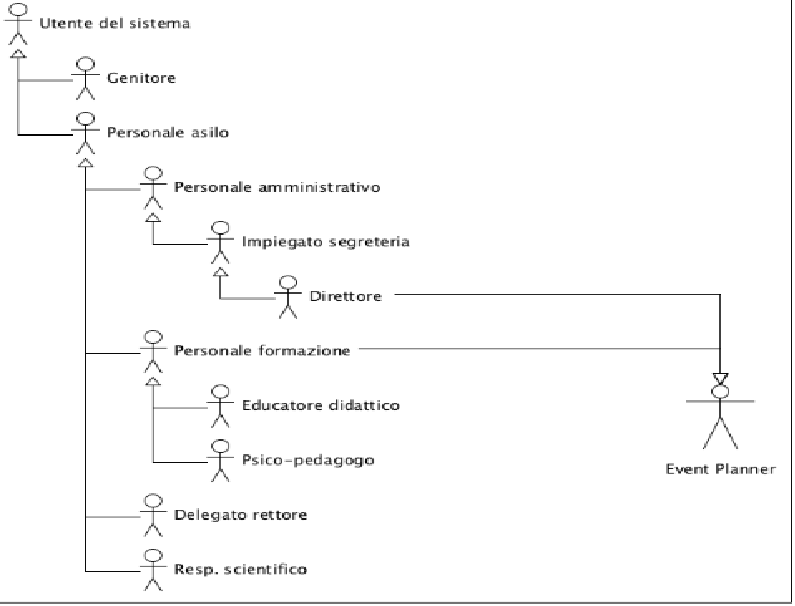 Utente del sistema
Genitore
Personale asilo
Personale amministrativo
Impiegato segreteria
Direttore
Personale formazione
Educatore didattico
Psico-pedagogo
Event Planner
Delegato rettore
Resp. scientifico